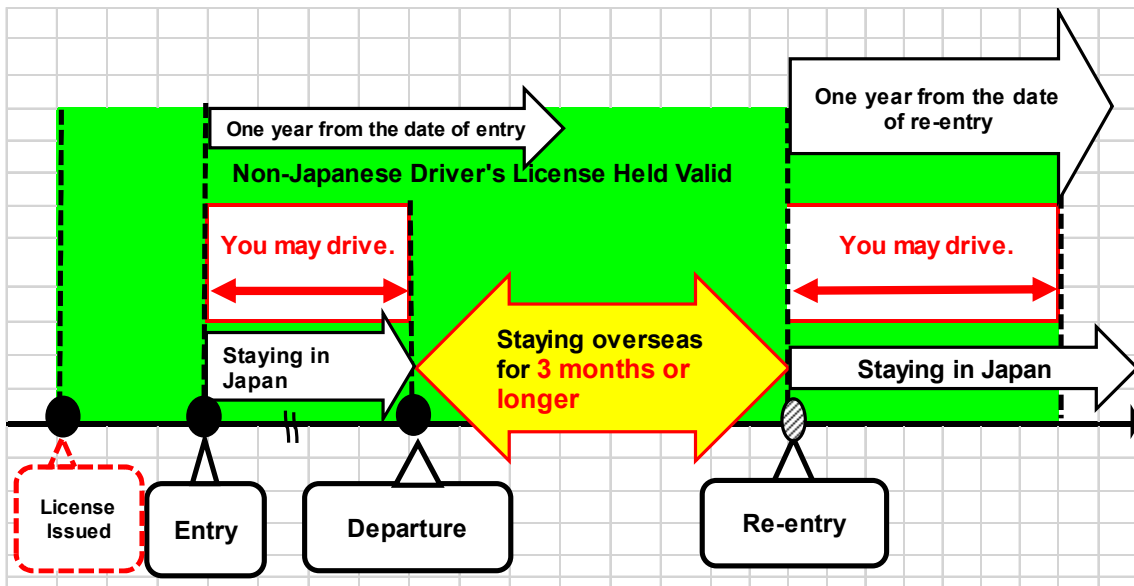 One year from the date of entry
One year from the date
of re-entry
Non-Japanese Driver's License Held Valid
You may drive.
You may drive.
Staying in
Japan
Staying overseas
for 3 months or
longer
Staying in Japan
License
Issued
Entry
Departure
Re-entry